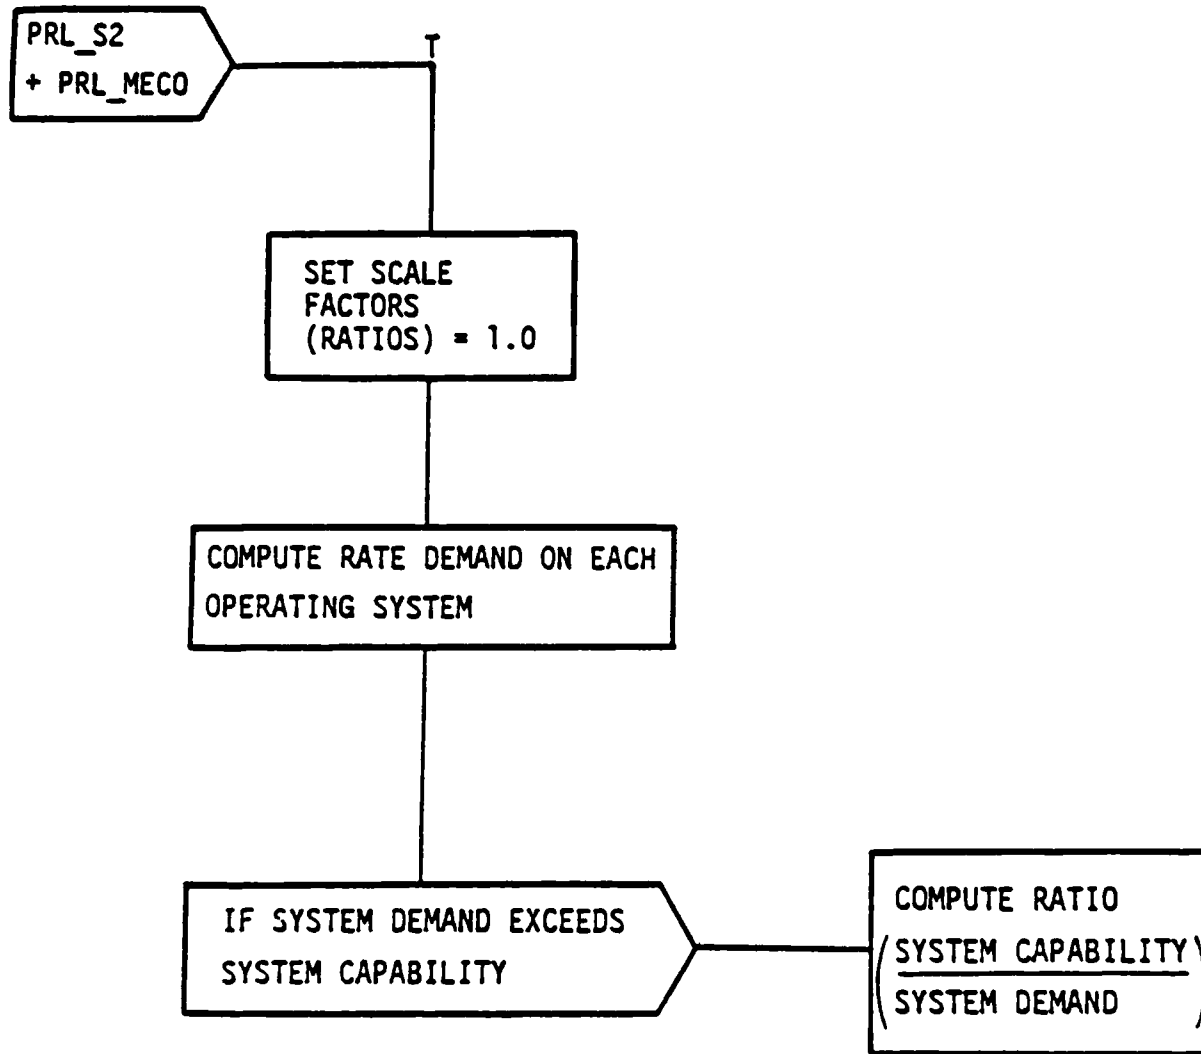 PRL_S2
+ PRL_MECO
T
SET SCALE
FACTORS
(RATIOS) = 1.0
COMPUTE RATE DEMAND ON EACH
OPERATING SYSTEM
IF SYSTEM DEMAND EXCEEDS
SYSTEM CAPABILITY
COMPUTE RATIO
(SYSTEM CAPABILITY
SYSTEM DEMAND)